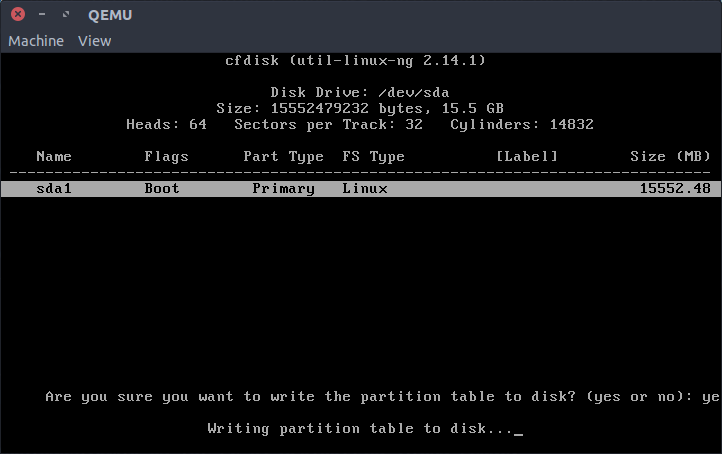 QEMU
Machine View
cfdisk (util-linux-ng 2.14.1)
Disk Drive: /dev/sda
Size: 15552479232 bytes, 15.5 GB
Heads: 64 Sectors per Track: 32 Cylinders: 14832
Name Flags Part Type FS Type [Label] Size (MB)
sda1 Boot Primary Linux 15552.48
Are you sure you want to write the partition table to disk? (yes or no): ye
Writing partition table to disk..._